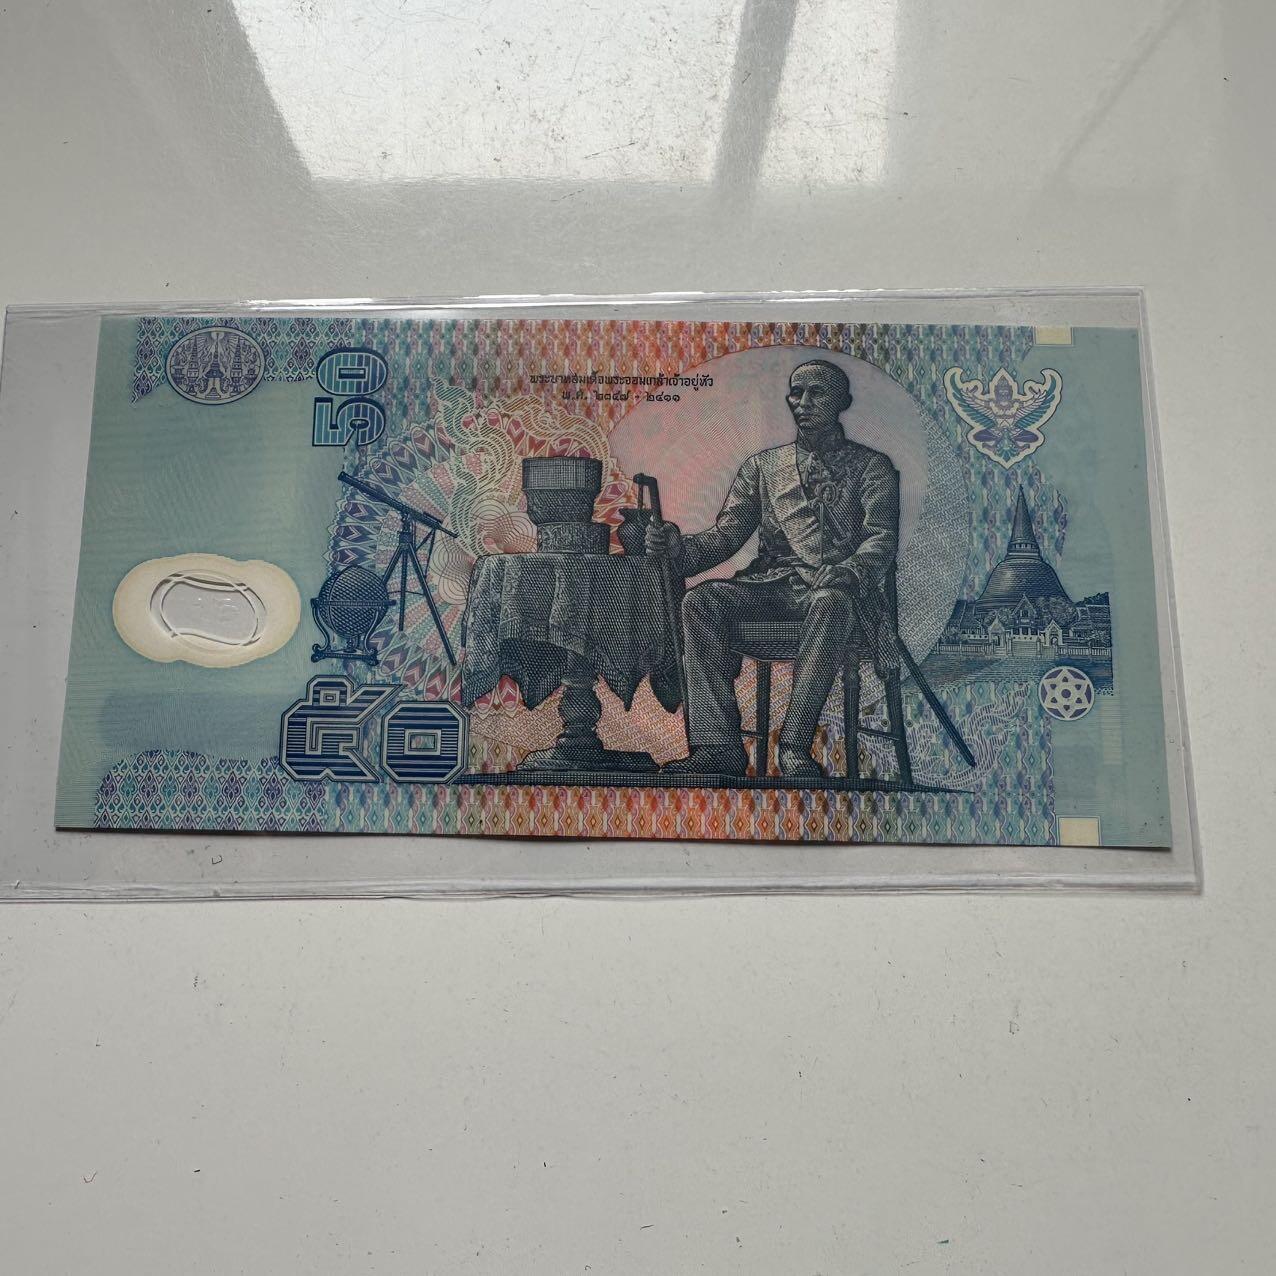 50
พระบาทสมเด็จพระจอมเกล้าเจ้าอยู่หัว
พ.ศ. ๒๓๔๗ - ๒๔๑๑
๕๐